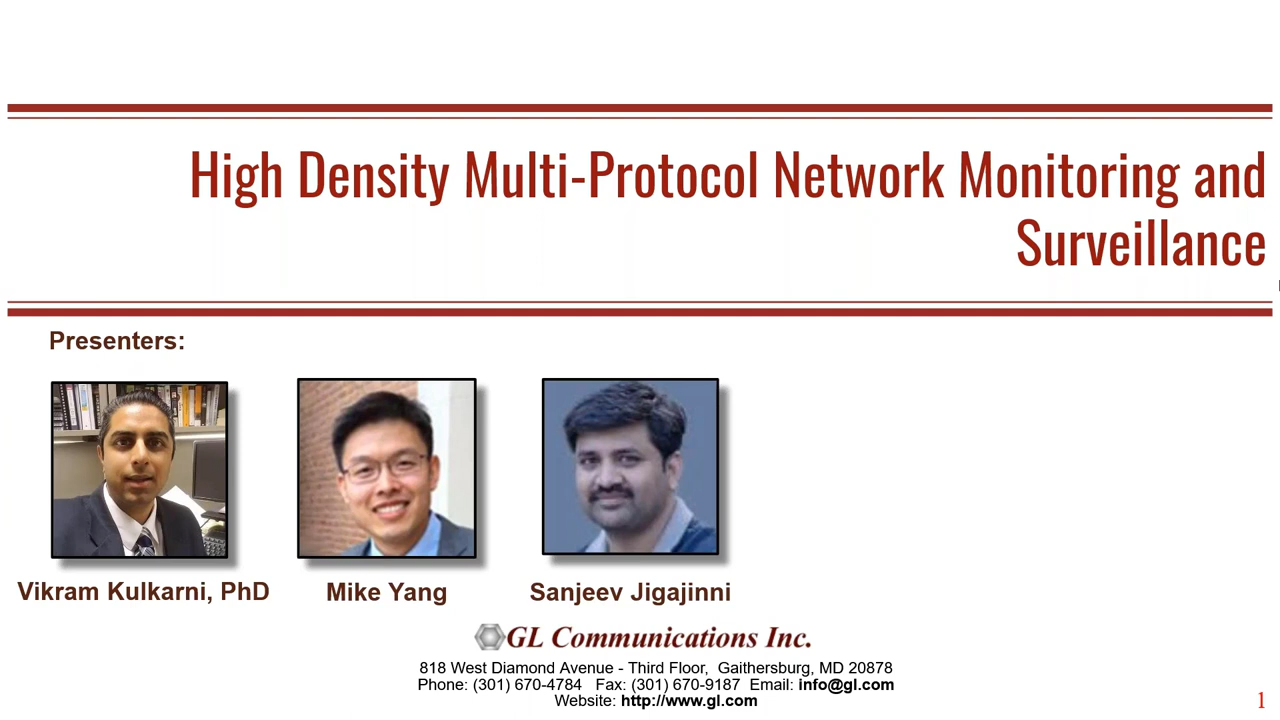 High Density Multi-Protocol Network Monitoring and
Surveillance
Presenters:
Vikram Kulkarni, PhD
Mike Yang
Sanjeev Jigajinni
GL Communications Inc.
818 West Diamond Avenue - Third Floor, Gaithersburg, MD 20878
Phone: (301) 670-4784 Fax: (301) 670-9187 Email: info@gl.com
Website: http://www.gl.com
1